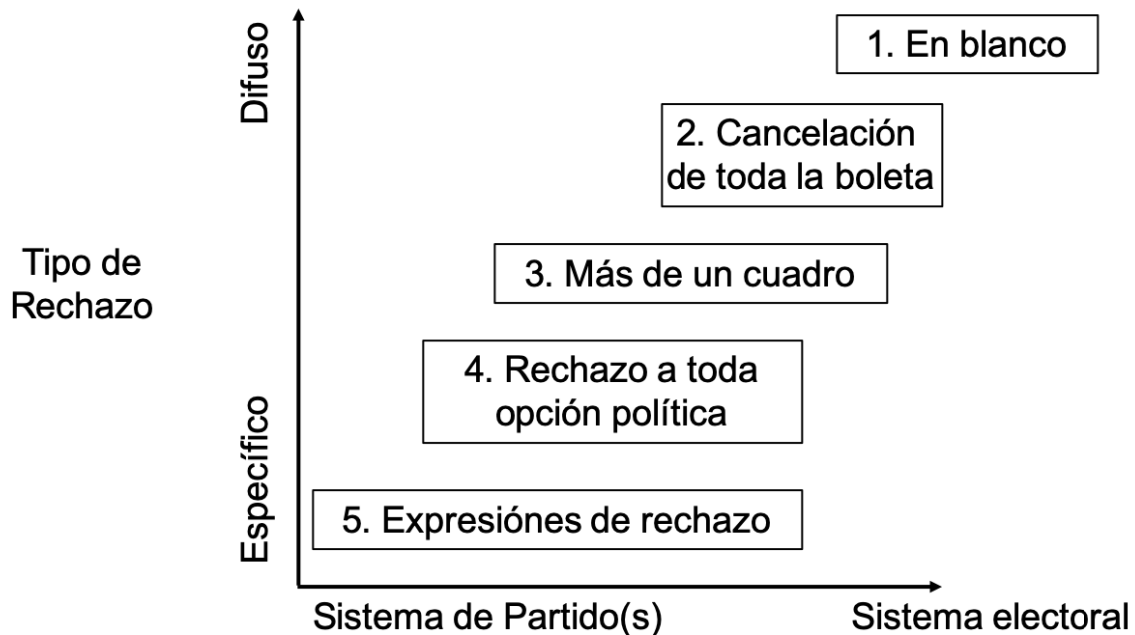 Difuso
1. En blanco
2. Cancelación
de toda la boleta
Tipo de
Rechazo
3. Más de un cuadro
4. Rechazo a toda
opción política
Específico
5. Expresiónes de rechazo
Sistema de Partido(s)
Sistema electoral